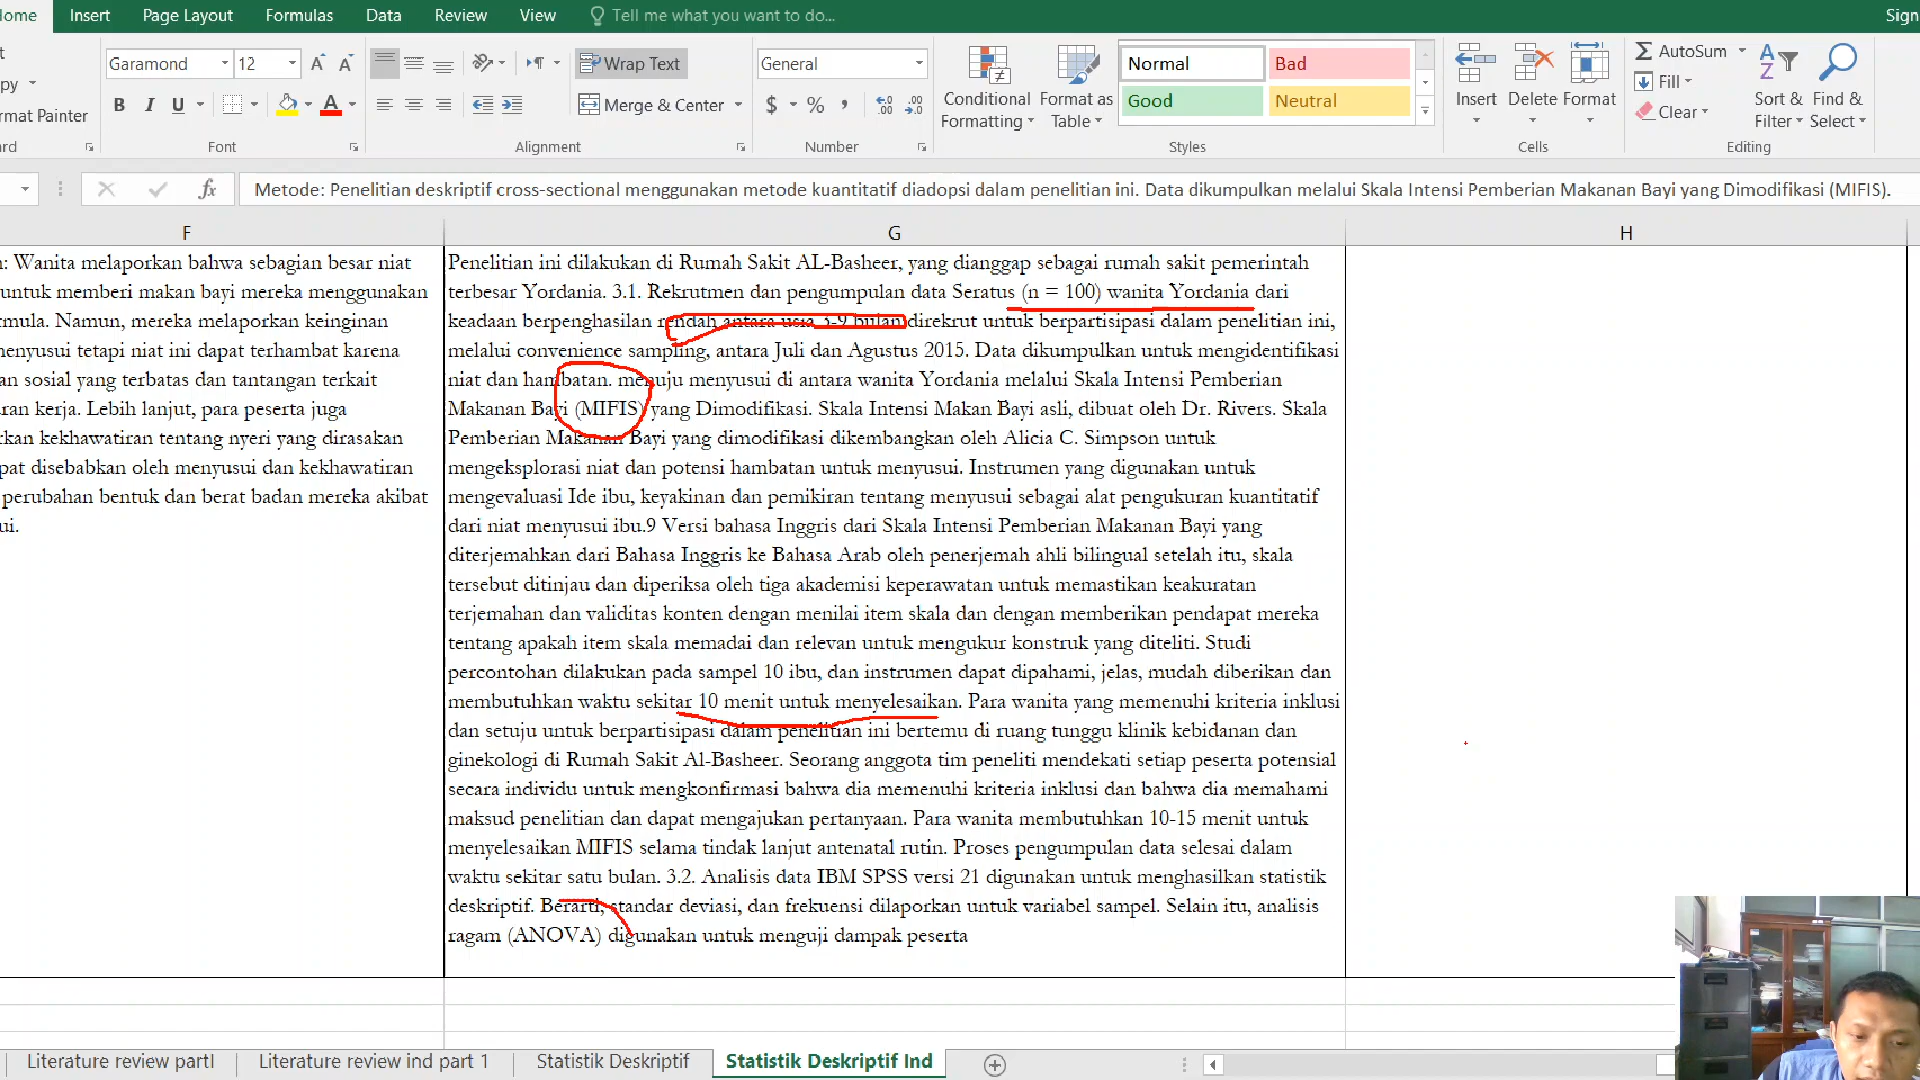 Home Insert Page Layout Formulas Data Review View Tell me what you want to do... Sign
Garamond 12 Wrap Text General Normal Bad AutoSum
Good Neutral Fill
B I U Merge & Center $ % Conditional Formatting Format as Table Insert Delete Format Clear Sort & Filter Find & Select
Format Painter
Font Alignment Number Styles Cells Editing
fx Metode: Penelitian deskriptif cross-sectional menggunakan metode kuantitatif diadopsi dalam penelitian ini. Data dikumpulkan melalui Skala Intensi Pemberian Makanan Bayi yang Dimodifikasi (MIFIS).
F G H
: Wanita melaporkan bahwa sebagian besar niat
untuk memberi makan bayi mereka menggunakan
mula. Namun, mereka melaporkan keinginan
menyusui tetapi niat ini dapat terhambat karena
an sosial yang terbatas dan tantangan terkait
ran kerja. Lebih lanjut, para peserta juga
rkan kekhawatiran tentang nyeri yang dirasakan
pat disebabkan oleh menyusui dan kekhawatiran
perubahan bentuk dan berat badan mereka akibat
ui.
Penelitian ini dilakukan di Rumah Sakit AL-Basheer, yang dianggap sebagai rumah sakit pemerintah
terbesar Yordania. 3.1. Rekrutmen dan pengumpulan data Seratus (n = 100) wanita Yordania dari
keadaan berpenghasilan rendah antara usia 3-9 bulan direkrut untuk berpartisipasi dalam penelitian ini,
melalui convenience sampling, antara Juli dan Agustus 2015. Data dikumpulkan untuk mengidentifikasi
niat dan hambatan. menuju menyusui di antara wanita Yordania melalui Skala Intensi Pemberian
Makanan Bayi (MIFIS) yang Dimodifikasi. Skala Intensi Makan Bayi asli, dibuat oleh Dr. Rivers. Skala
Pemberian Makanan Bayi yang dimodifikasi dikembangkan oleh Alicia C. Simpson untuk
mengeksplorasi niat dan potensi hambatan untuk menyusui. Instrumen yang digunakan untuk
mengevaluasi Ide ibu, keyakinan dan pemikiran tentang menyusui sebagai alat pengukuran kuantitatif
dari niat menyusui ibu.9 Versi bahasa Inggris dari Skala Intensi Pemberian Makanan Bayi yang
diterjemahkan dari Bahasa Inggris ke Bahasa Arab oleh penerjemah ahli bilingual setelah itu, skala
tersebut ditinjau dan diperiksa oleh tiga akademisi keperawatan untuk memastikan keakuratan
terjemahan dan validitas konten dengan menilai item skala dan dengan memberikan pendapat mereka
tentang apakah item skala memadai dan relevan untuk mengukur konstruk yang diteliti. Studi
percontohan dilakukan pada sampel 10 ibu, dan instrumen dapat dipahami, jelas, mudah diberikan dan
membutuhkan waktu sekitar 10 menit untuk menyelesaikan. Para wanita yang memenuhi kriteria inklusi
dan setuju untuk berpartisipasi dalam penelitian ini bertemu di ruang tunggu klinik kebidanan dan
ginekologi di Rumah Sakit Al-Basheer. Seorang anggota tim peneliti mendekati setiap peserta potensial
secara individu untuk mengkonfirmasi bahwa dia memenuhi kriteria inklusi dan bahwa dia memahami
maksud penelitian dan dapat mengajukan pertanyaan. Para wanita membutuhkan 10-15 menit untuk
menyelesaikan MIFIS selama tindak lanjut antenatal rutin. Proses pengumpulan data selesai dalam
waktu sekitar satu bulan. 3.2. Analisis data IBM SPSS versi 21 digunakan untuk menghasilkan statistik
deskriptif. Berarti, standar deviasi, dan frekuensi dilaporkan untuk variabel sampel. Selain itu, analisis
ragam (ANOVA) digunakan untuk menguji dampak peserta
Literature review partI Literature review ind part 1 Statistik Deskriptif Statistik Deskriptif Ind